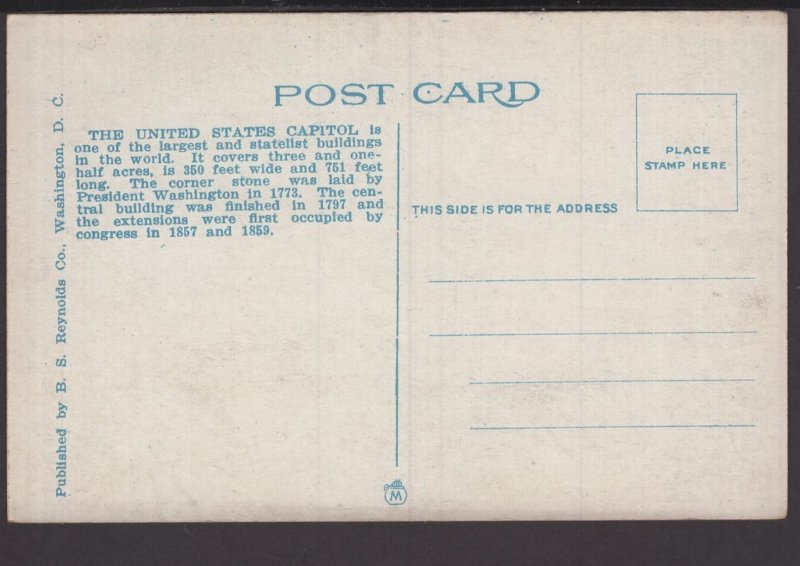 POST CARD
THE UNITED STATES CAPITOL is
one of the largest and statelist buildings
in the world. It covers three and one-
half acres, is 350 feet wide and 751 feet
long. The corner stone was laid by
President Washington in 1773. The cen-
tral building was finished in 1797 and
the extensions were first occupied by
congress in 1857 and 1859.
Published by B. S. Reynolds Co., Washington, D. C.
PLACE
STAMP HERE
THIS SIDE IS FOR THE ADDRESS
M